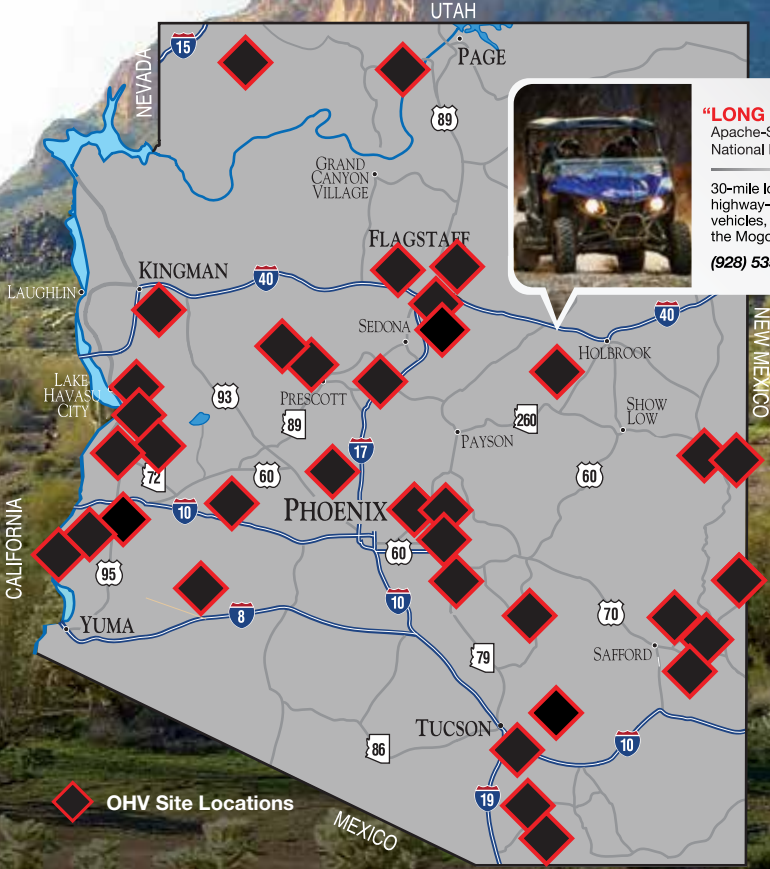 UTAH
15
NEVADA
PAGE
89
"LONG
Apache-S
National
30-mile lo
highway-
vehicles,
the Mogo
(928) 53
GRAND
CANYON
VILLAGE
FLAGSTAFF
KINGMAN
40
LAUGHLIN
40
SEDONA
HOLBROOK
NEW MEXICO
LAKE
HAVASU
CITY
93
PRESCOTT
89
260
SHOW
LOW
17
PAYSON
72
60
60
CALIFORNIA
10
PHOENIX
60
95
10
70
8
YUMA
SAFFORD
79
TUCSON
86
10
19
OHV Site Locations
MEXICO